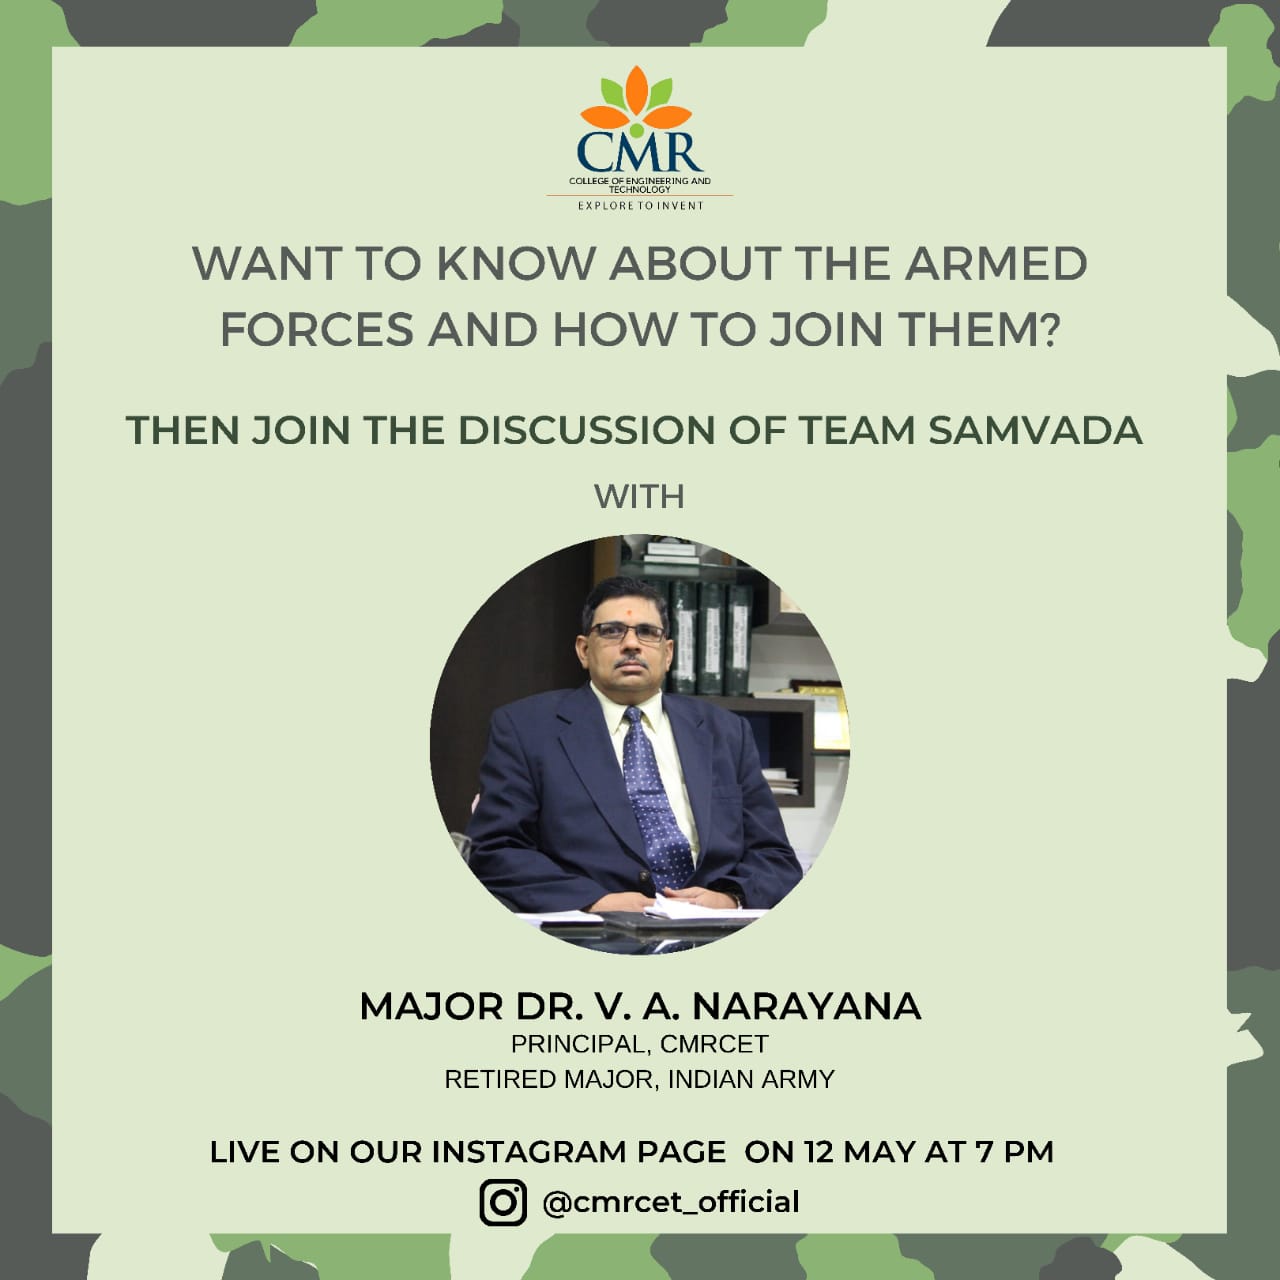 CMR
COLLEGE OF ENGINEERING AND
TECHNOLOGY
EXPLORE TO INVENT
WANT TO KNOW ABOUT THE ARMED
FORCES AND HOW TO JOIN THEM?
THEN JOIN THE DISCUSSION OF TEAM SAMVADA
WITH
MAJOR DR. V. A. NARAYANA
PRINCIPAL, CMRCET
RETIRED MAJOR, INDIAN ARMY
LIVE ON OUR INSTAGRAM PAGE ON 12 MAY AT 7 PM
@cmrcet_official